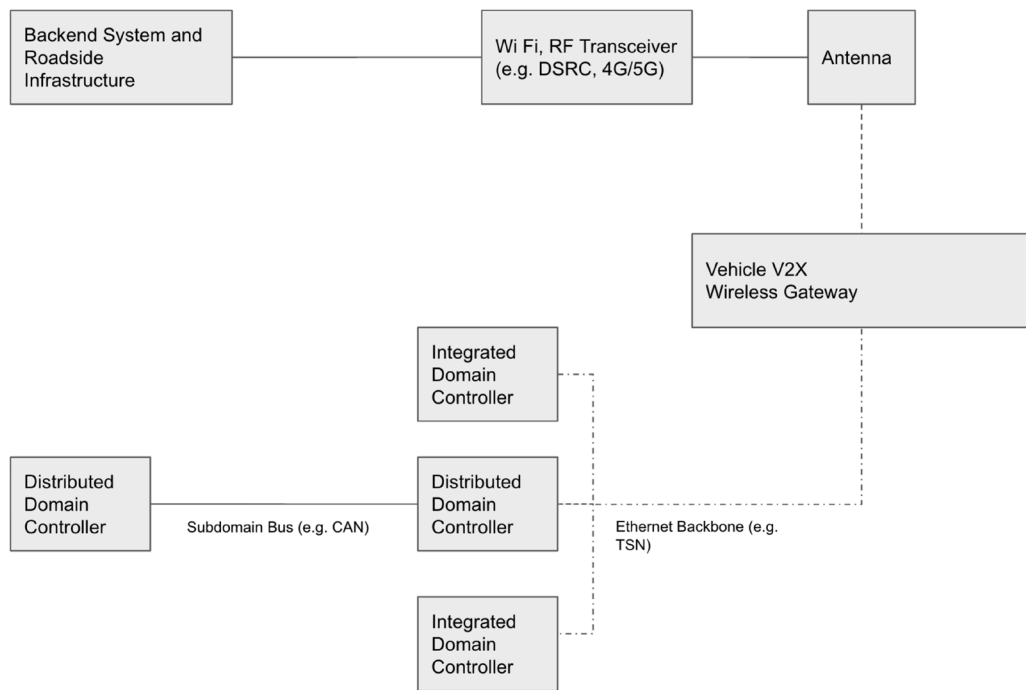 Backend System and
Roadside
Infrastructure
Wi Fi, RF Transceiver
(e.g. DSRC, 4G/5G)
Antenna
Vehicle V2X
Wireless Gateway
Integrated
Domain
Controller
Distributed
Domain
Controller
Subdomain Bus (e.g. CAN)
Distributed
Domain
Controller
Ethernet Backbone (e.g.
TSN)
Integrated
Domain
Controller